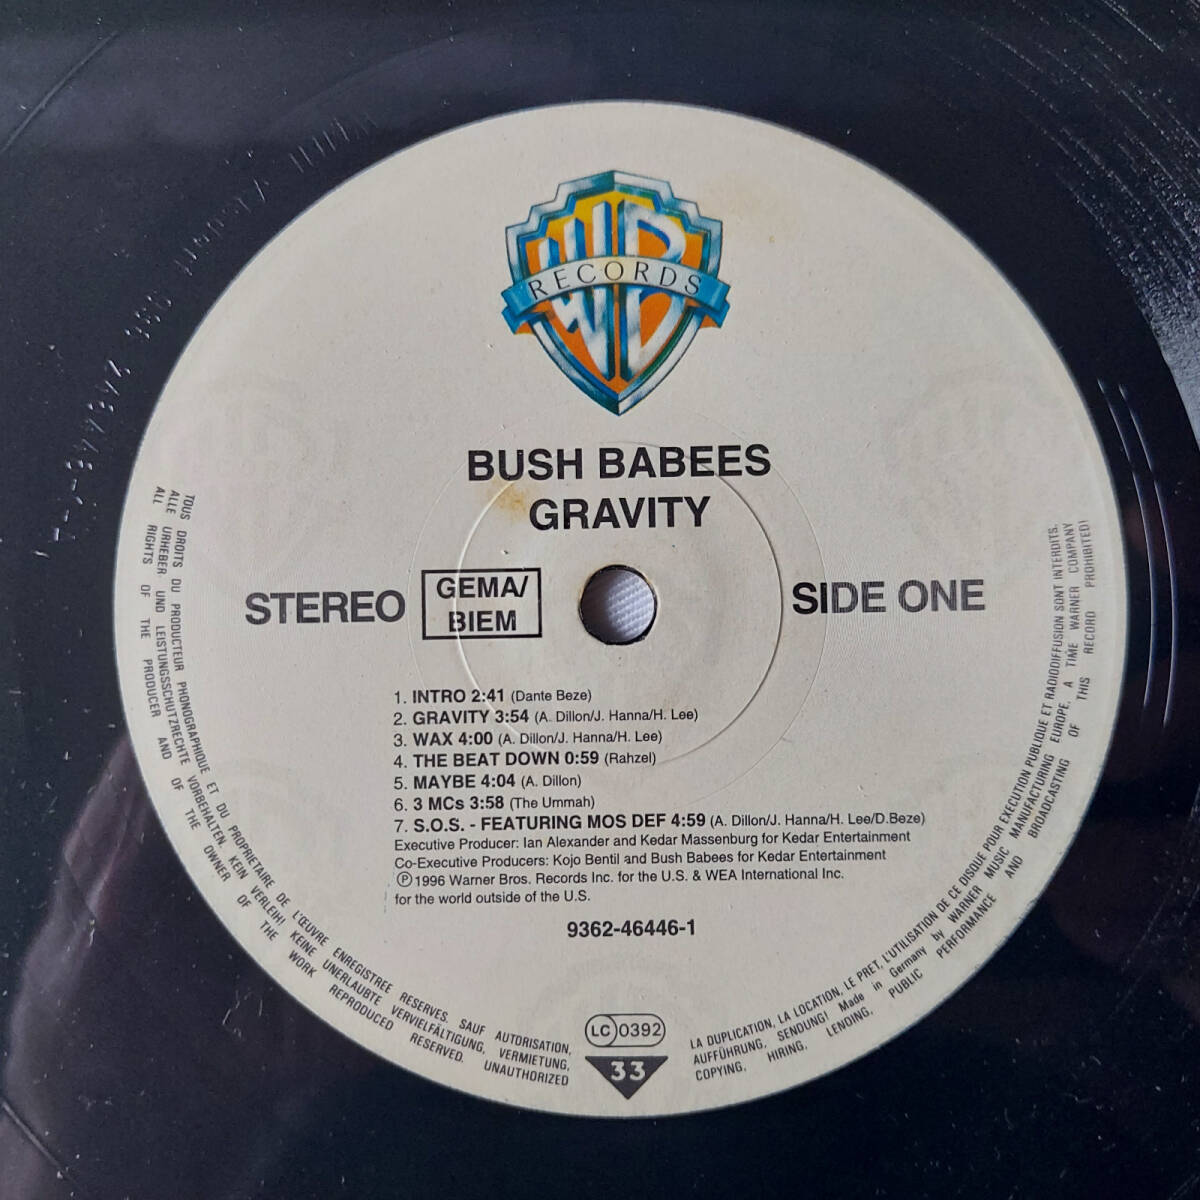 WB
RECORDS
BUSH BABEES
GRAVITY
STEREO
GEMA/
BIEM
SIDE ONE
1. INTRO 2:41 (Dante Beze)
2. GRAVITY 3:54 (A. Dillon/J. Hanna/H. Lee)
3. WAX 4:00 (A. Dillon/J. Hanna/H. Lee)
4. THE BEAT DOWN 0:59 (Rahzel)
5. MAYBE 4:04 (A. Dillon)
6. 3 MCs 3:58 (The Ummah)
7. S.O.S. - FEATURING MOS DEF 4:59 (A. Dillon/J. Hanna/H. Lee/D.Beze)
Executive Producer: Ian Alexander and Kedar Massenburg for Kedar Entertainment
Co-Executive Producers: Kojo Bentil and Bush Babees for Kedar Entertainment
Ⓟ 1996 Warner Bros. Records Inc. for the U.S. & WEA International Inc.
for the world outside of the U.S.
9362-46446-1
LC 0392
33
TOUS DROITS DU PRODUCTEUR PHONOGRAPHIQUE ET DU PROPRIETAIRE DE L'ŒUVRE ENREGISTREE RESERVES. SAUF AUTORISATION,
LA DUPLICATION, LA LOCATION, LE PRET, L'UTILISATION DE CE DISQUE POUR EXECUTION PUBLIQUE ET RADIODIFFUSION SONT INTERDITS.
ALLE URHEBER UND LEISTUNGSSCHUTZRECHTE VORBEHALTEN. KEIN VERLEIH! KEINE UNERLAUBTE VERVIELFÄLTIGUNG, VERMIETUNG,
AUFFÜHRUNG, SENDUNG! Made in Germany by WARNER MUSIC MANUFACTURING EUROPE, A TIME WARNER COMPANY
ALL RIGHTS OF THE PRODUCER AND OF THE OWNER OF THE WORK REPRODUCED RESERVED. UNAUTHORIZED
COPYING, HIRING, LENDING, PUBLIC PERFORMANCE AND BROADCASTING OF THIS RECORD PROHIBITED!